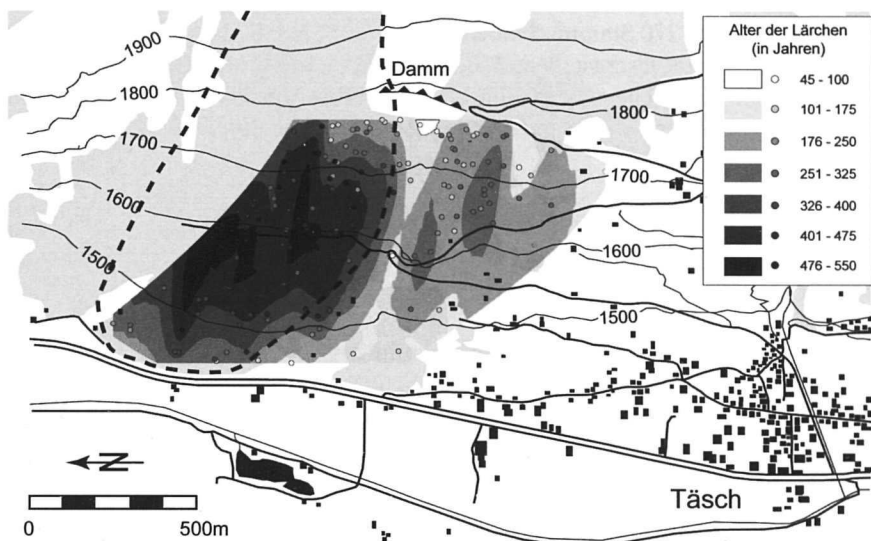 Alter der Lärchen
(in Jahren)
45 - 100
101 - 175
176 - 250
251 - 325
326 - 400
401 - 475
476 - 550
1900
1800
1700
1600
1500
Damm
1800
1700
1600
1500
N
0 500m
Täsch